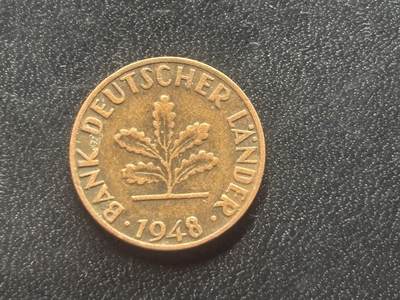 BANK DEUTSCHER LÄNDER
· 1948 ·